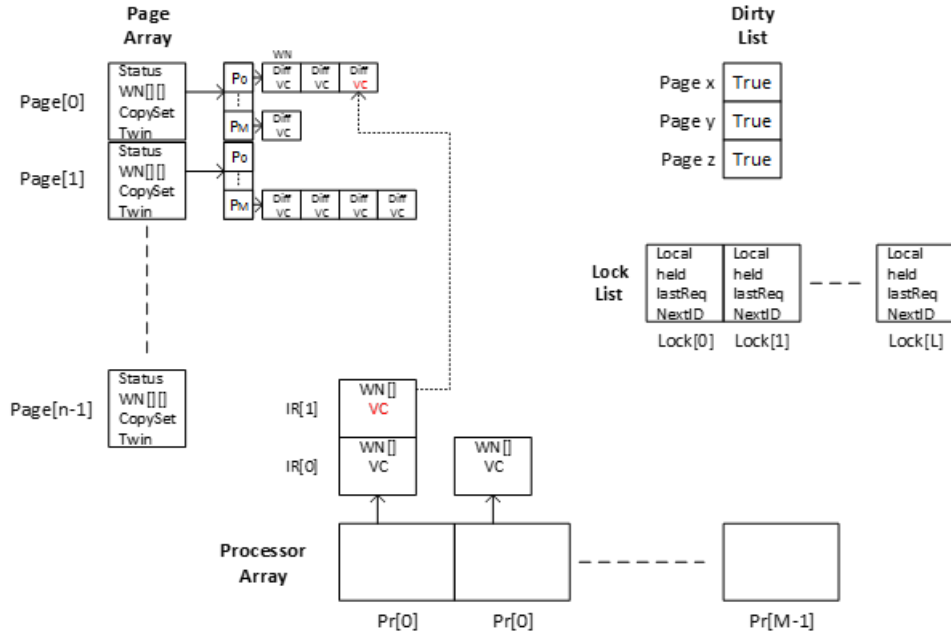 Page
Array
Dirty
List
Page[0]
Status
WN[][]
CopySet
Twin
P0
WN
Diff
VC
Diff
VC
Diff
VC
PM
Diff
VC
Page x True
Page y True
Page z True
Page[1]
Status
WN[][]
CopySet
Twin
P0
PM
Diff
VC
Diff
VC
Diff
VC
Diff
VC
Lock
List
Local
held
lastReq
NextID
Local
held
lastReq
NextID
Local
held
lastReq
NextID
Lock[0] Lock[1] Lock[L]
Page[n-1]
Status
WN[][]
CopySet
Twin
IR[1]
WN[]
VC
IR[0]
WN[]
VC
WN[]
VC
Processor
Array
Pr[0] Pr[0] Pr[M-1]